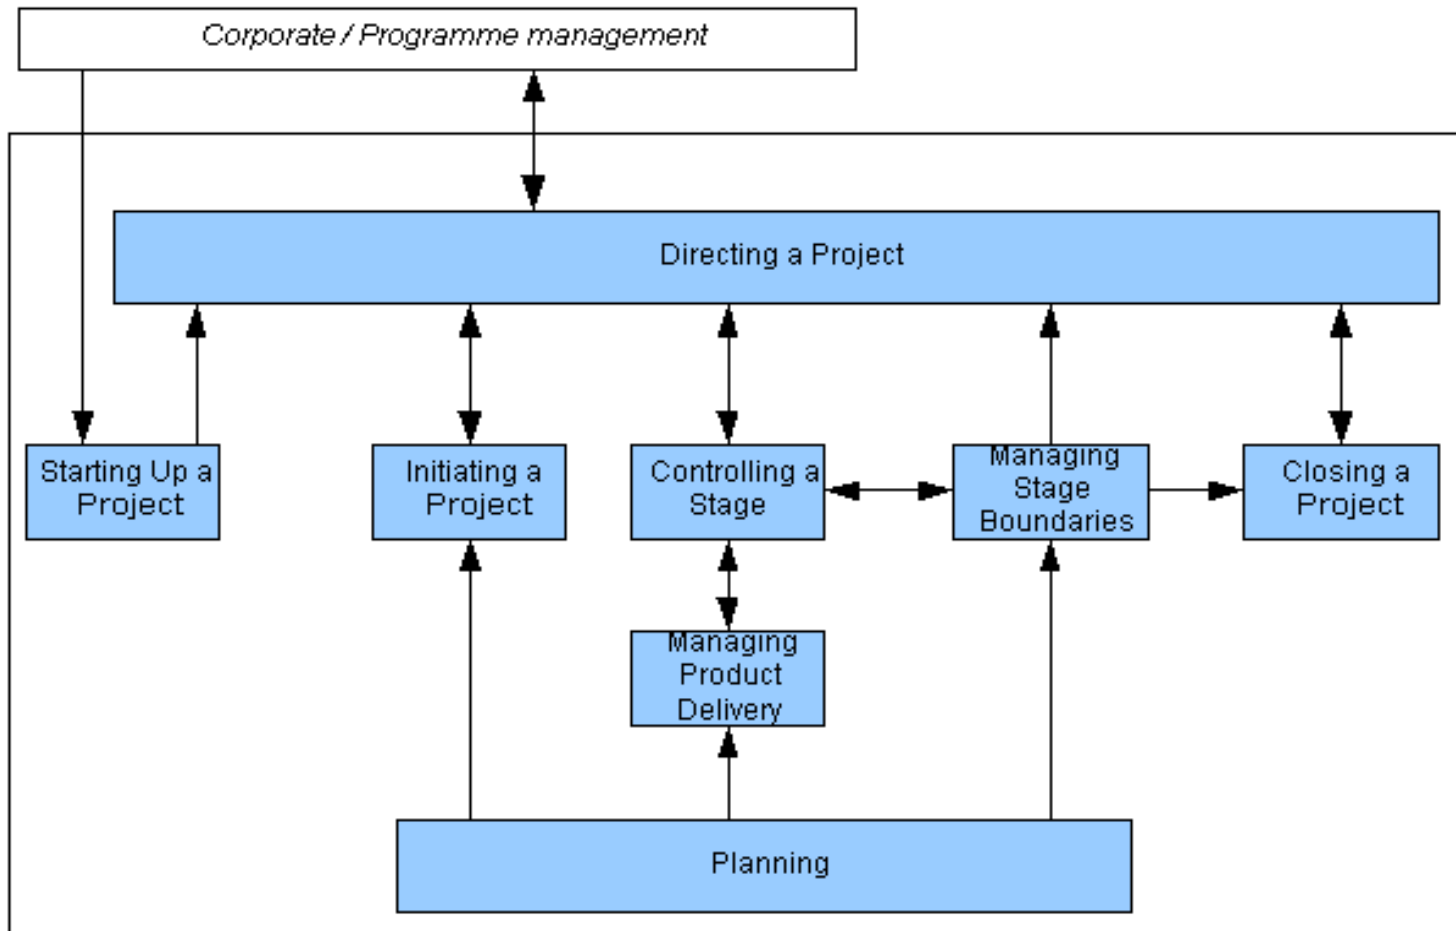 Corporate / Programme management
Directing a Project
Starting Up a
Project
Initiating a
Project
Controlling a
Stage
Managing
Stage
Boundaries
Closing a
Project
Managing
Product
Delivery
Planning